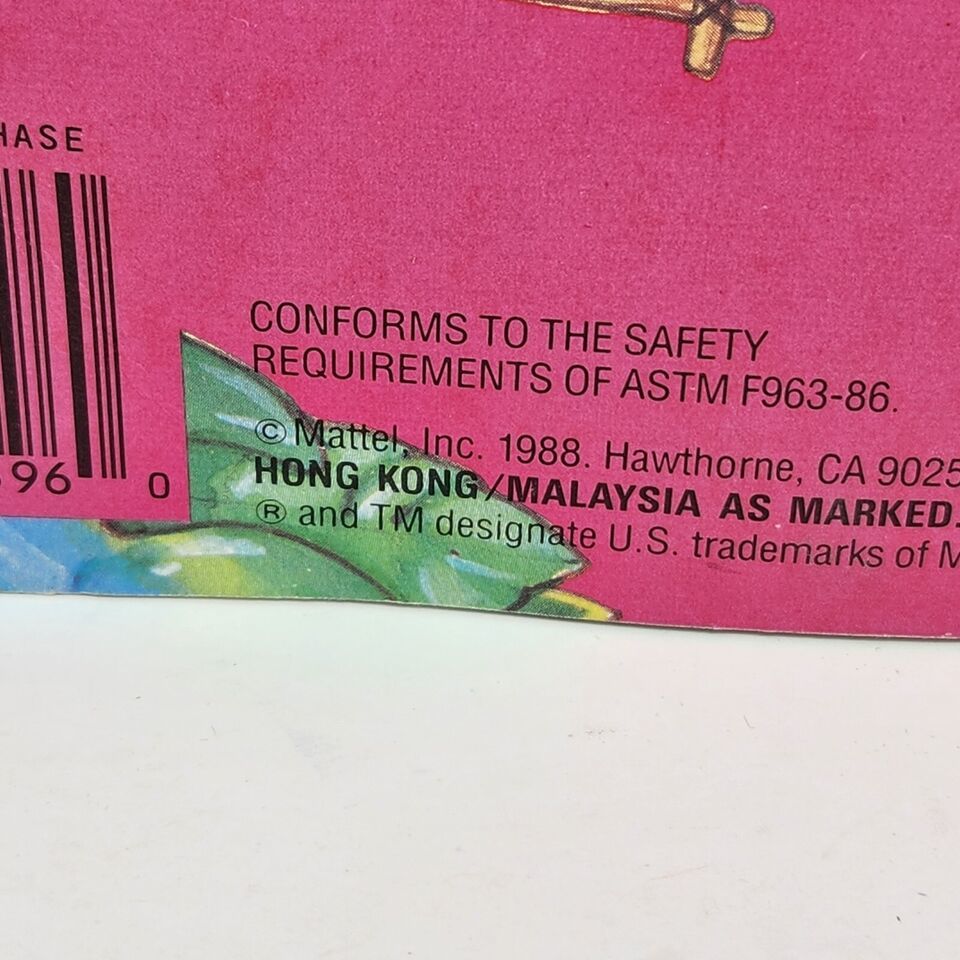 HASE
96 0
CONFORMS TO THE SAFETY
REQUIREMENTS OF ASTM F963-86.
© Mattel, Inc. 1988. Hawthorne, CA 9025
HONG KONG/MALAYSIA AS MARKED.
® and TM designate U.S. trademarks of M